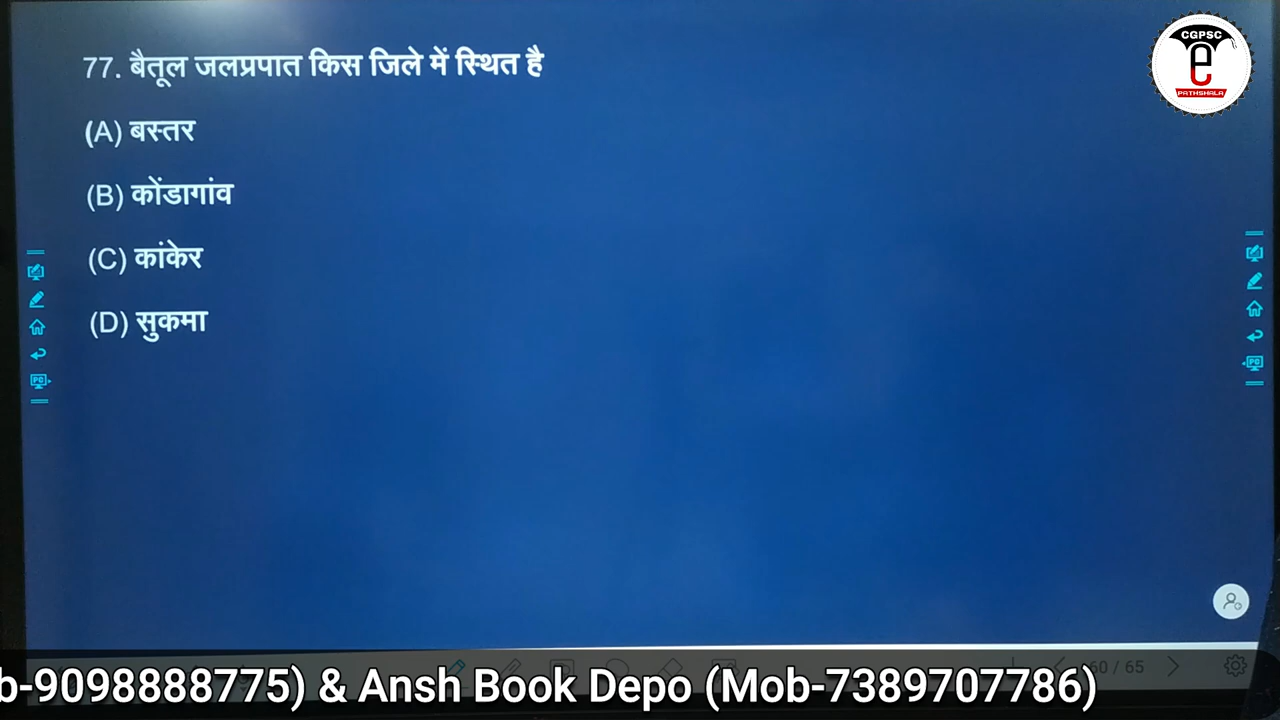 CGPSC
e
PATHSHALA
77. बैतूल जलप्रपात किस जिले में स्थित है
(A) बस्तर
(B) कोंडागांव
(C) कांकेर
(D) सुकमा
60 / 65
b-9098888775) & Ansh Book Depo (Mob-7389707786)